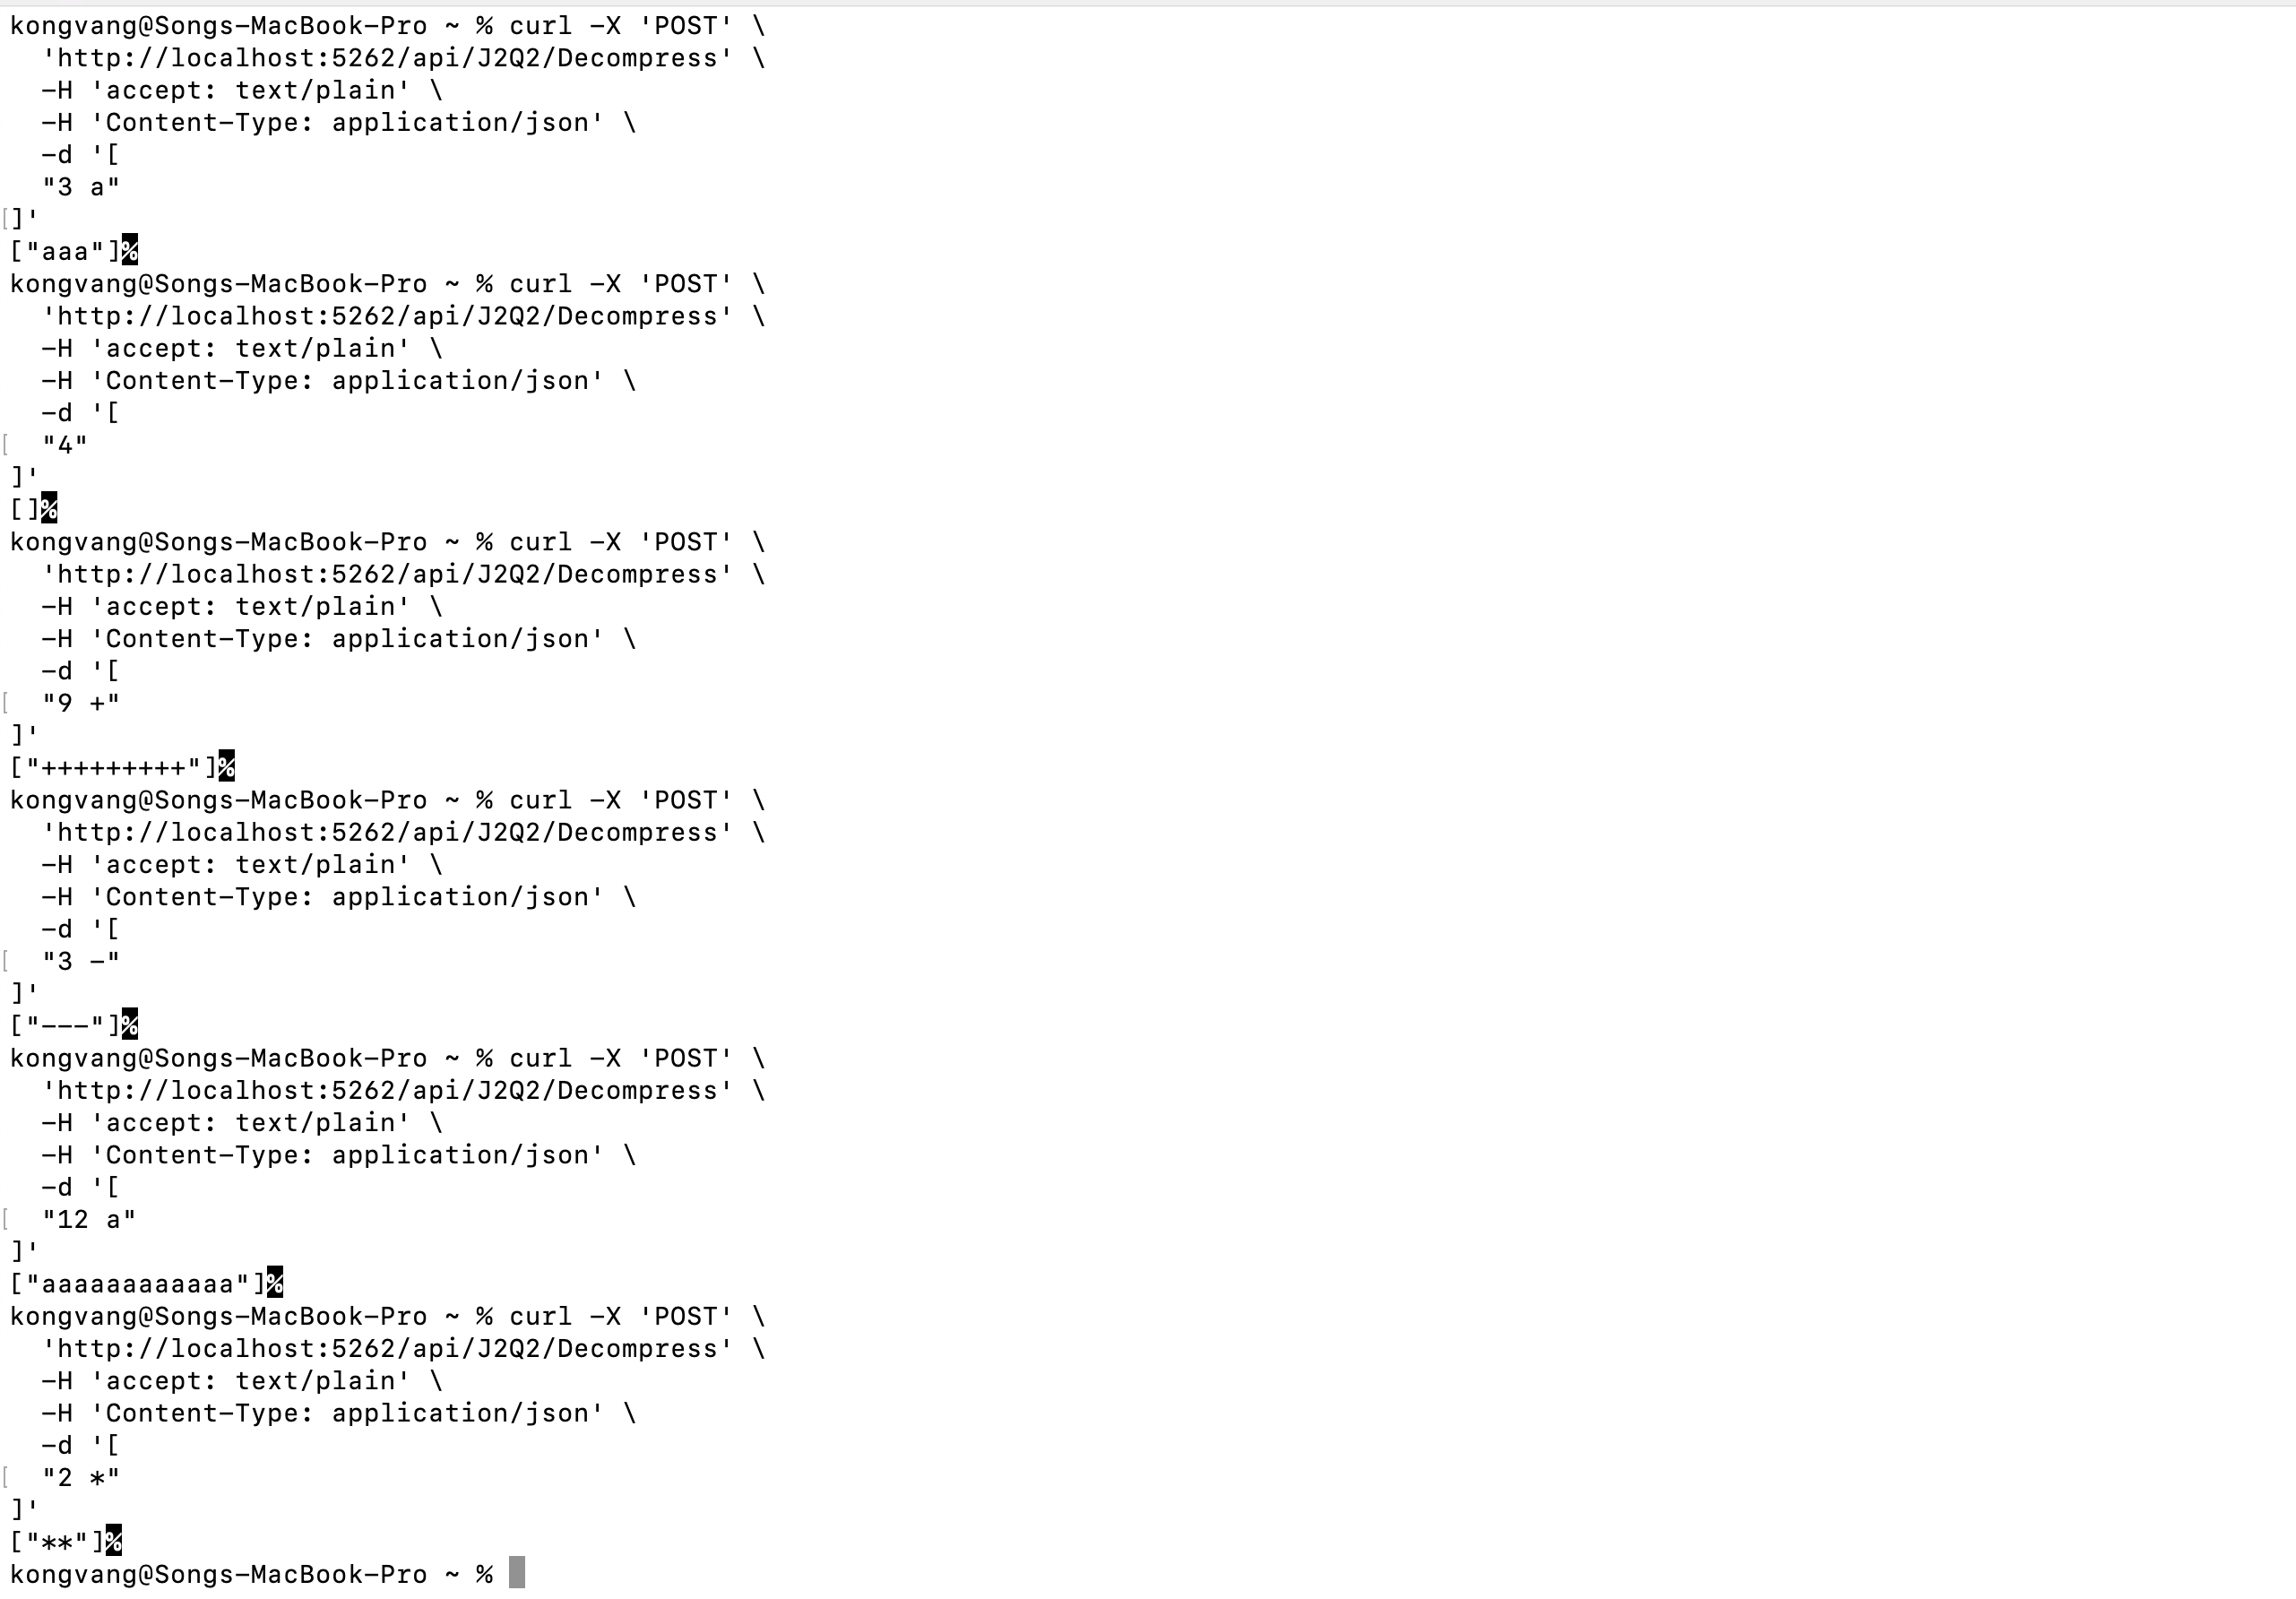 kongvang@Songs-MacBook-Pro ~ % curl -X 'POST' \
  'http://localhost:5262/api/J2Q2/Decompress' \
  -H 'accept: text/plain' \
  -H 'Content-Type: application/json' \
  -d '[
  "3 a"
[]'
["aaa"]%
kongvang@Songs-MacBook-Pro ~ % curl -X 'POST' \
  'http://localhost:5262/api/J2Q2/Decompress' \
  -H 'accept: text/plain' \
  -H 'Content-Type: application/json' \
  -d '[
[  "4"
]'
[]%
kongvang@Songs-MacBook-Pro ~ % curl -X 'POST' \
  'http://localhost:5262/api/J2Q2/Decompress' \
  -H 'accept: text/plain' \
  -H 'Content-Type: application/json' \
  -d '[
[  "9 +"
]'
["+++++++++"]%
kongvang@Songs-MacBook-Pro ~ % curl -X 'POST' \
  'http://localhost:5262/api/J2Q2/Decompress' \
  -H 'accept: text/plain' \
  -H 'Content-Type: application/json' \
  -d '[
[  "3 -"
]'
["---"]%
kongvang@Songs-MacBook-Pro ~ % curl -X 'POST' \
  'http://localhost:5262/api/J2Q2/Decompress' \
  -H 'accept: text/plain' \
  -H 'Content-Type: application/json' \
  -d '[
[  "12 a"
]'
["aaaaaaaaaaaa"]%
kongvang@Songs-MacBook-Pro ~ % curl -X 'POST' \
  'http://localhost:5262/api/J2Q2/Decompress' \
  -H 'accept: text/plain' \
  -H 'Content-Type: application/json' \
  -d '[
[  "2 *"
]'
["**"]%
kongvang@Songs-MacBook-Pro ~ %